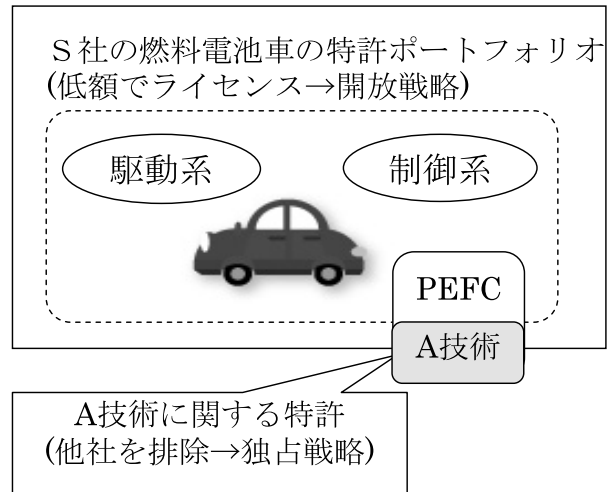 S社の燃料電池車の特許ポートフォリオ
(低額でライセンス→開放戦略)
駆動系
制御系
PEFC
A技術
A技術に関する特許
(他社を排除→独占戦略)